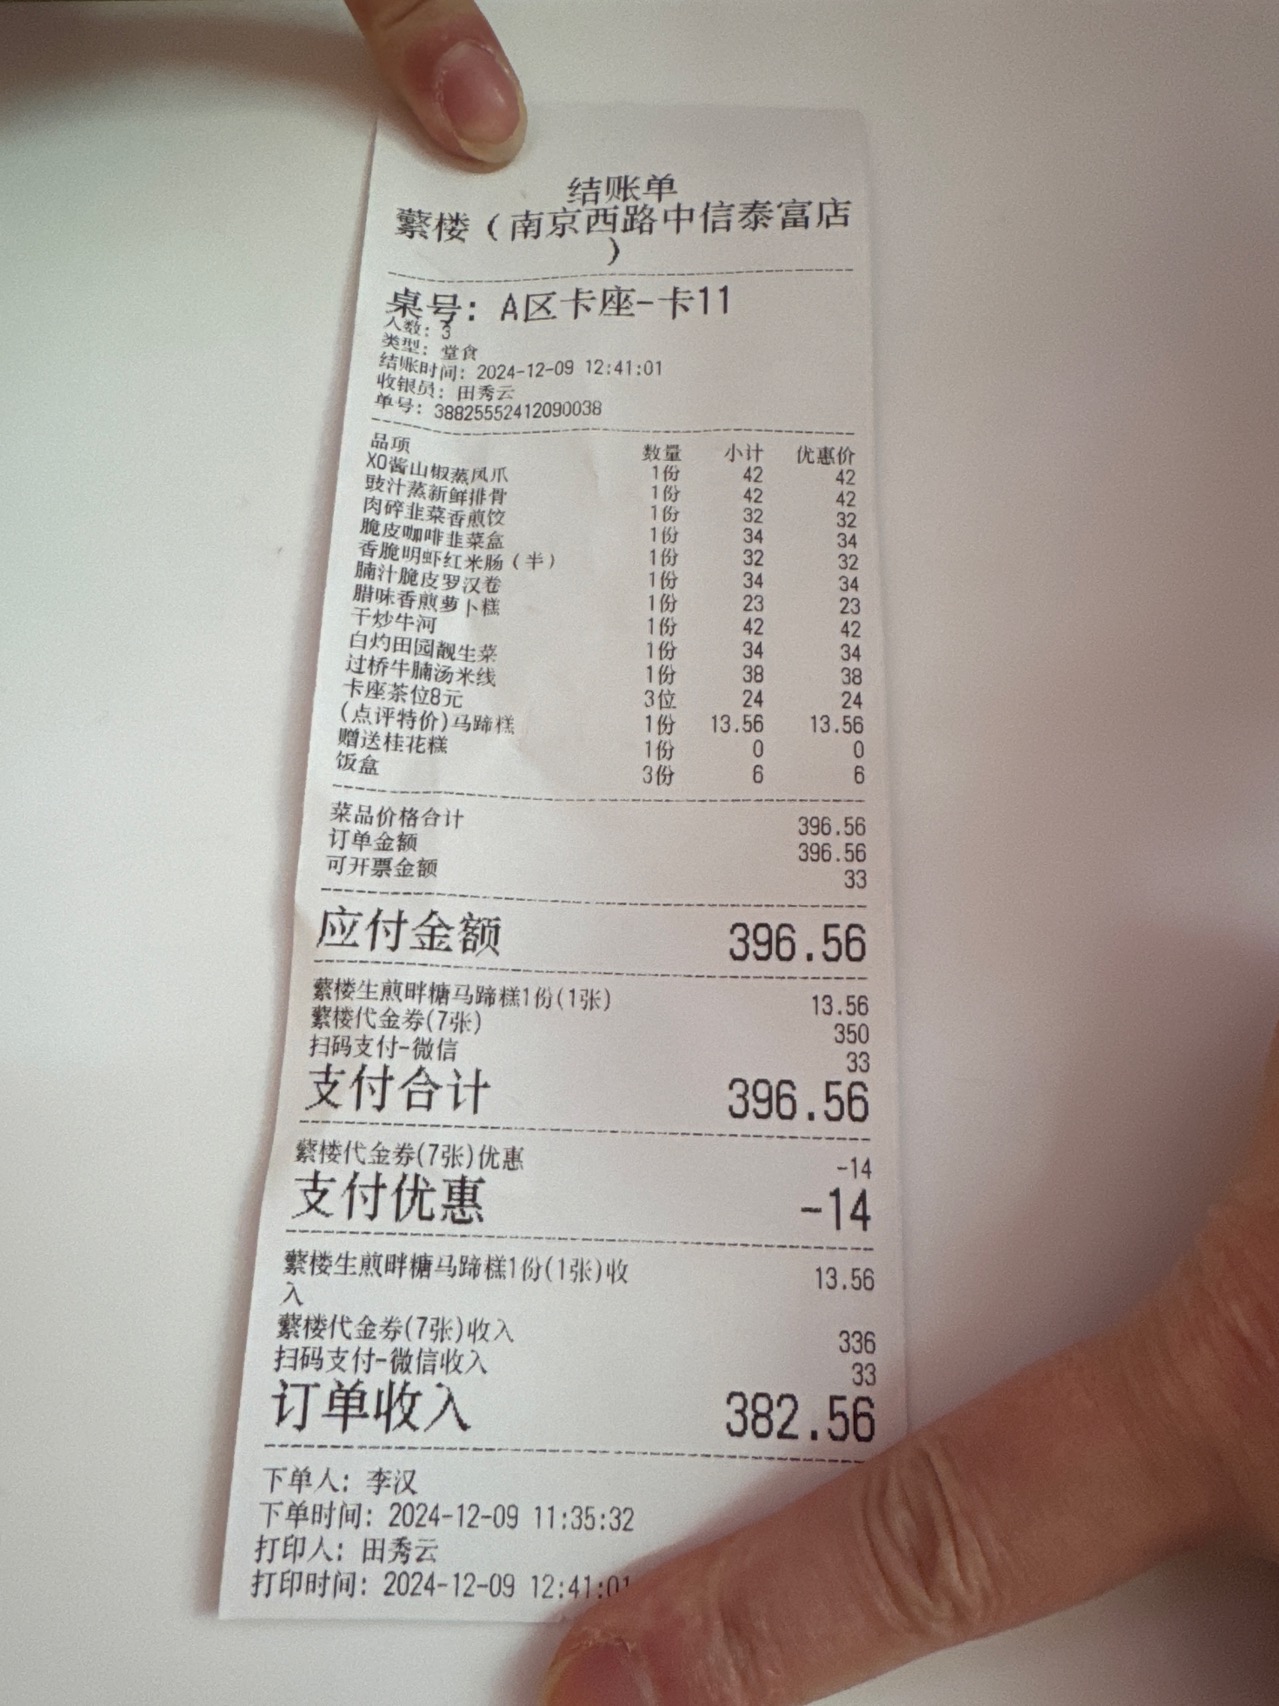 结账单
蘩楼（南京西路中信泰富店
）
桌号: A区卡座-卡11
人数: 3
类型: 堂食
结账时间: 2024-12-09 12:41:01
收银员: 田秀云
单号: 38825552412090038
品项 数量 小计 优惠价
XO酱山椒蒸凤爪 1份 42 42
豉汁蒸新鲜排骨 1份 42 42
肉碎韭菜香煎饺 1份 32 32
脆皮咖啡韭菜盒 1份 34 34
香脆明虾红米肠（半） 1份 32 32
腩汁脆皮罗汉卷 1份 34 34
腊味香煎萝卜糕 1份 23 23
干炒牛河 1份 42 42
白灼田园靓生菜 1份 34 34
过桥牛腩汤米线 1份 38 38
卡座茶位8元 3位 24 24
(点评特价)马蹄糕 1份 13.56 13.56
赠送桂花糕 1份 0 0
饭盒 3份 6 6
菜品价格合计 396.56
订单金额 396.56
可开票金额 33
应付金额 396.56
蘩楼生煎畔糖马蹄糕1份(1张) 13.56
蘩楼代金券(7张) 350
扫码支付-微信 33
支付合计 396.56
蘩楼代金券(7张)优惠 -14
支付优惠 -14
蘩楼生煎畔糖马蹄糕1份(1张)收
入 13.56
蘩楼代金券(7张)收入 336
扫码支付-微信收入 33
订单收入 382.56
下单人: 李汉
下单时间: 2024-12-09 11:35:32
打印人: 田秀云
打印时间: 2024-12-09 12:41:01